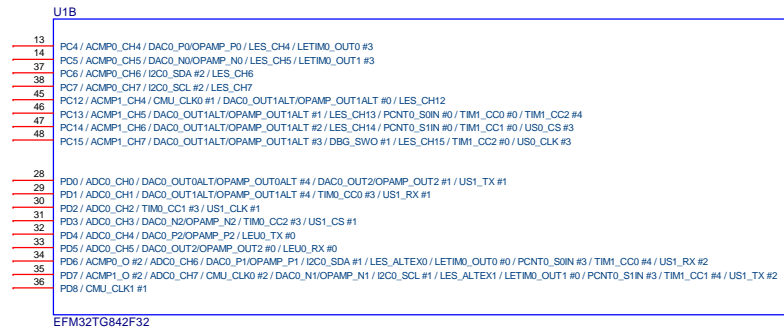 U1B
13 PC4 / ACMP0_CH4 / DAC0_P0/OPAMP_P0 / LES_CH4 / LETIM0_OUT0 #3
14 PC5 / ACMP0_CH5 / DAC0_N0/OPAMP_N0 / LES_CH5 / LETIM0_OUT1 #3
37 PC6 / ACMP0_CH6 / I2C0_SDA #2 / LES_CH6
38 PC7 / ACMP0_CH7 / I2C0_SCL #2 / LES_CH7
45 PC12 / ACMP1_CH4 / CMU_CLK0 #1 / DAC0_OUT1ALT/OPAMP_OUT1ALT #0 / LES_CH12
46 PC13 / ACMP1_CH5 / DAC0_OUT1ALT/OPAMP_OUT1ALT #1 / LES_CH13 / PCNT0_S0IN #0 / TIM1_CC0 #0 / TIM1_CC2 #4
47 PC14 / ACMP1_CH6 / DAC0_OUT1ALT/OPAMP_OUT1ALT #2 / LES_CH14 / PCNT0_S1IN #0 / TIM1_CC1 #0 / US0_CS #3
48 PC15 / ACMP1_CH7 / DAC0_OUT1ALT/OPAMP_OUT1ALT #3 / DBG_SWO #1 / LES_CH15 / TIM1_CC2 #0 / US0_CLK #3
28 PD0 / ADC0_CH0 / DAC0_OUT0ALT/OPAMP_OUT0ALT #4 / DAC0_OUT2/OPAMP_OUT2 #1 / US1_TX #1
29 PD1 / ADC0_CH1 / DAC0_OUT1ALT/OPAMP_OUT1ALT #4 / TIM0_CC0 #3 / US1_RX #1
30 PD2 / ADC0_CH2 / TIM0_CC1 #3 / US1_CLK #1
31 PD3 / ADC0_CH3 / DAC0_N2/OPAMP_N2 / TIM0_CC2 #3 / US1_CS #1
32 PD4 / ADC0_CH4 / DAC0_P2/OPAMP_P2 / LEU0_TX #0
33 PD5 / ADC0_CH5 / DAC0_OUT2/OPAMP_OUT2 #0 / LEU0_RX #0
34 PD6 / ACMP0_O #2 / ADC0_CH6 / DAC0_P1/OPAMP_P1 / I2C0_SDA #1 / LES_ALTEX0 / LETIM0_OUT0 #0 / PCNT0_S0IN #3 / TIM1_CC0 #4 / US1_RX #2
35 PD7 / ACMP1_O #2 / ADC0_CH7 / CMU_CLK0 #2 / DAC0_N1/OPAMP_N1 / I2C0_SCL #1 / LES_ALTEX1 / LETIM0_OUT1 #0 / PCNT0_S1IN #3 / TIM1_CC1 #4 / US1_TX #2
36 PD8 / CMU_CLK1 #1
EFM32TG842F32